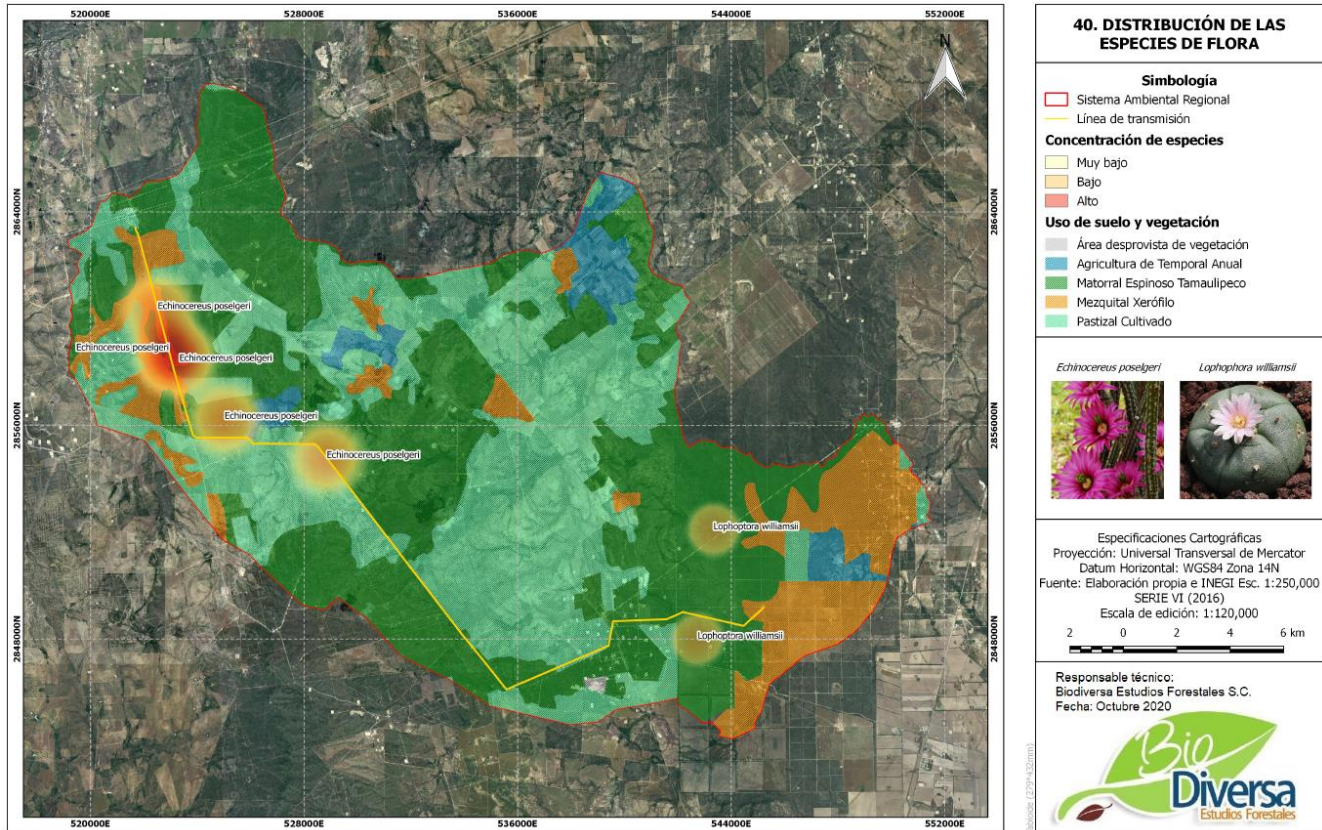 520000E 528000E 536000E 544000E 552000E
N
2864000N 2864000N
Echinocereus poselgeri
Echinocereus poselgeri
Echinocereus poselgeri
Echinocereus poselgeri
2856000N 2856000N
Echinocereus poselgeri
Lophoptora williamsii
Lophoptora williamsii
2848000N 2848000N
520000E 528000E 536000E 544000E 552000E
40. DISTRIBUCIÓN DE LAS
ESPECIES DE FLORA
Simbología
Sistema Ambiental Regional
Línea de transmisión
Concentración de especies
Muy bajo
Bajo
Alto
Uso de suelo y vegetación
Área desprovista de vegetación
Agricultura de Temporal Anual
Matorral Espinoso Tamaulipeco
Mezquital Xerófilo
Pastizal Cultivado
Echinocereus poselgeri Lophophora williamsii
Especificaciones Cartográficas
Proyección: Universal Transversal de Mercator
Datum Horizontal: WGS84 Zona 14N
Fuente: Elaboración propia e INEGI Esc. 1:250,000
SERIE VI (2016)
Escala de edición: 1:120,000
2 0 2 4 6 km
Responsable técnico:
Biodiversa Estudios Forestales S.C.
Fecha: Octubre 2020
Bio
Diversa
Estudios Forestales
(279*432mm)